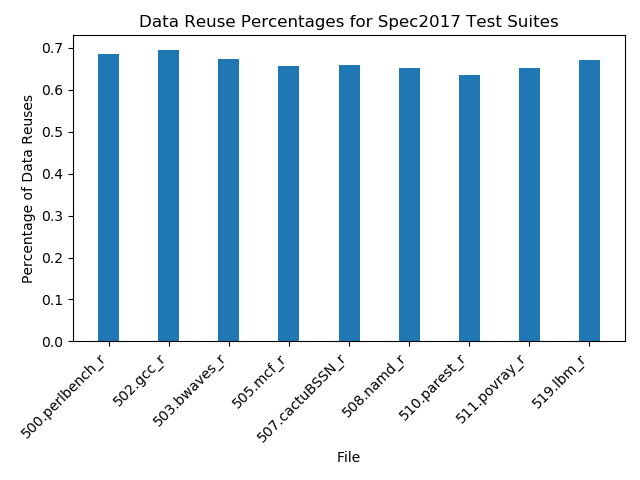 Data Reuse Percentages for Spec2017 Test Suites
Percentage of Data Reuses
0.7
0.6
0.5
0.4
0.3
0.2
0.1
0.0
500.perlbench_r
502.gcc_r
503.bwaves_r
505.mcf_r
507.cactuBSSN_r
508.namd_r
510.parest_r
511.povray_r
519.lbm_r
File